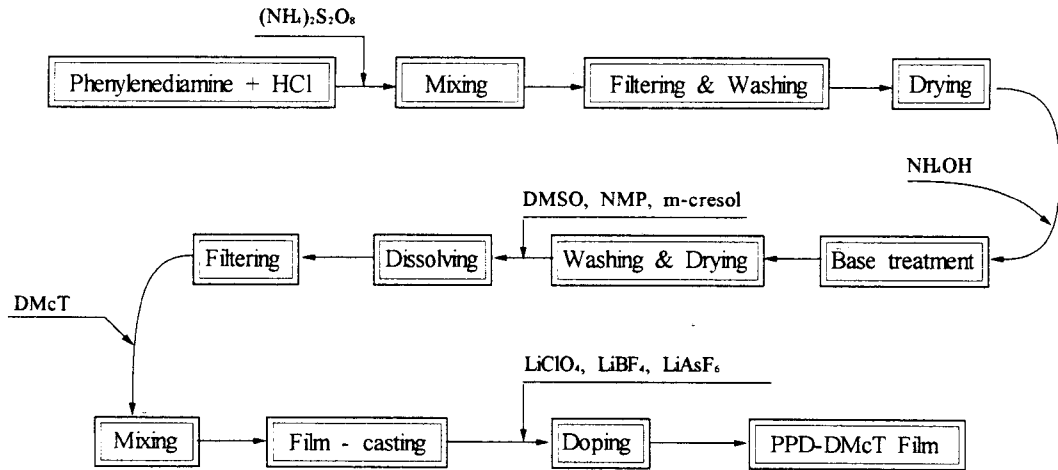 (NH₄)₂S₂O₈
Phenylenediamine + HCl
Mixing
Filtering & Washing
Drying
NH₄OH
DMSO, NMP, m-cresol
Filtering
Dissolving
Washing & Drying
Base treatment
DMcT
LiClO₄, LiBF₄, LiAsF₆
Mixing
Film - casting
Doping
PPD-DMcT Film